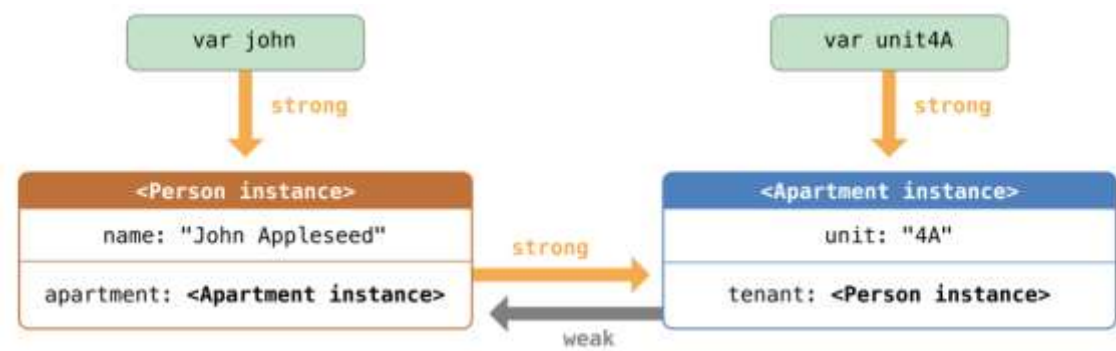 var john
var unit4A
strong
strong
<Person instance>
<Apartment instance>
name: "John Appleseed"
unit: "4A"
strong
apartment: <Apartment instance>
tenant: <Person instance>
weak